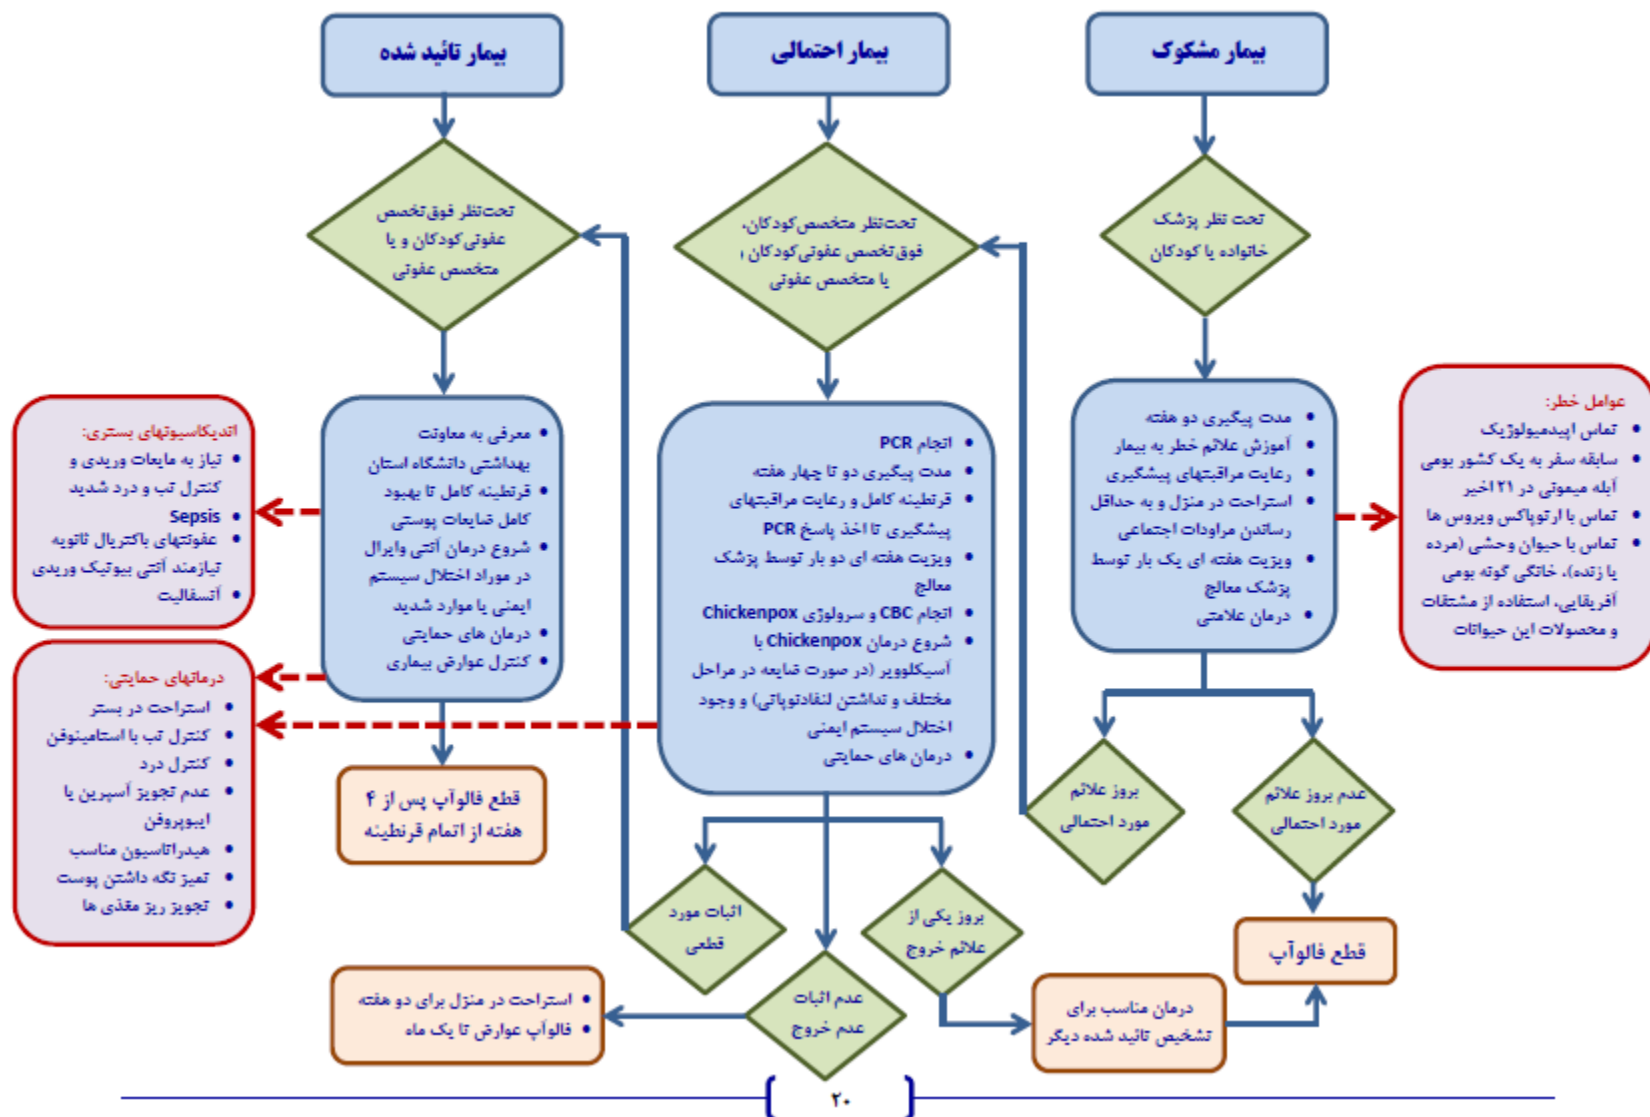 بیمار مشکوک
بیمار احتمالی
بیمار تائید شده
تحت نظر پزشک
خانواده یا کودکان
تحت‌نظر متخصص کودکان،
فوق تخصص عفونی کودکان و
یا متخصص عفونی
تحت‌نظر فوق تخصص
عفونی کودکان و یا
متخصص عفونی
عوامل خطر:
• تماس اپیدمیولوژیک
• سابقه سفر به یک کشور بومی
آبله میمونی در ۲۱ اخیر
• تماس با ارتوپاکس ویروس ها
• تماس با حیوان وحشی (مرده
یا زنده)، خانگی گونه بومی
آفریقایی، استفاده از مشتقات
و محصولات این حیوانات
• مدت پیگیری دو هفته
• آموزش علائم خطر به بیمار
• رعایت مراقبتهای پیشگیری
• استراحت در منزل و به حداقل
رساندن مراودات اجتماعی
• ویزیت هفته ای یک بار توسط
پزشک معالج
• درمان علامتی
• انجام PCR
• مدت پیگیری دو تا چهار هفته
• قرنطینه کامل و رعایت مراقبتهای
پیشگیری تا اخذ پاسخ PCR
• ویزیت هفته ای دو بار توسط پزشک
معالج
• انجام CBC و سرولوژی Chickenpox
• شروع درمان Chickenpox با
آسیکلوویر (در صورت ضایعه در مراحل
مختلف و نداشتن لنفادنوپاتی) و وجود
اختلال سیستم ایمنی
• درمان های حمایتی
• معرفی به معاونت
بهداشتی دانشگاه استان
• قرنطینه کامل تا بهبود
کامل ضایعات پوستی
• شروع درمان آنتی وایرال
در موراد اختلال سیستم
ایمنی یا موارد شدید
• درمان های حمایتی
• کنترل عوارض بیماری
اندیکاسیونهای بستری:
• نیاز به مایعات وریدی و
کنترل تب و درد شدید
• Sepsis
• عفونتهای باکتریال ثانویه
نیازمند آنتی بیوتیک وریدی
• آنسفالیت
درمانهای حمایتی:
• استراحت در بستر
• کنترل تب با استامینوفن
• کنترل درد
• عدم تجویز آسپرین یا
ایبوپروفن
• هیدراتاسیون مناسب
• تمیز نگه داشتن پوست
• تجویز ریز مغذی ها
عدم بروز علائم
مورد احتمالی
بروز علائم
مورد احتمالی
قطع فالوآپ پس از ۴
هفته از اتمام قرنطینه
بروز یکی از
علائم خروج
اثبات مورد
قطعی
عدم اثبات
عدم خروج
قطع فالوآپ
درمان مناسب برای
تشخیص تائید شده دیگر
• استراحت در منزل برای دو هفته
• فالوآپ عوارض تا یک ماه
۲۰